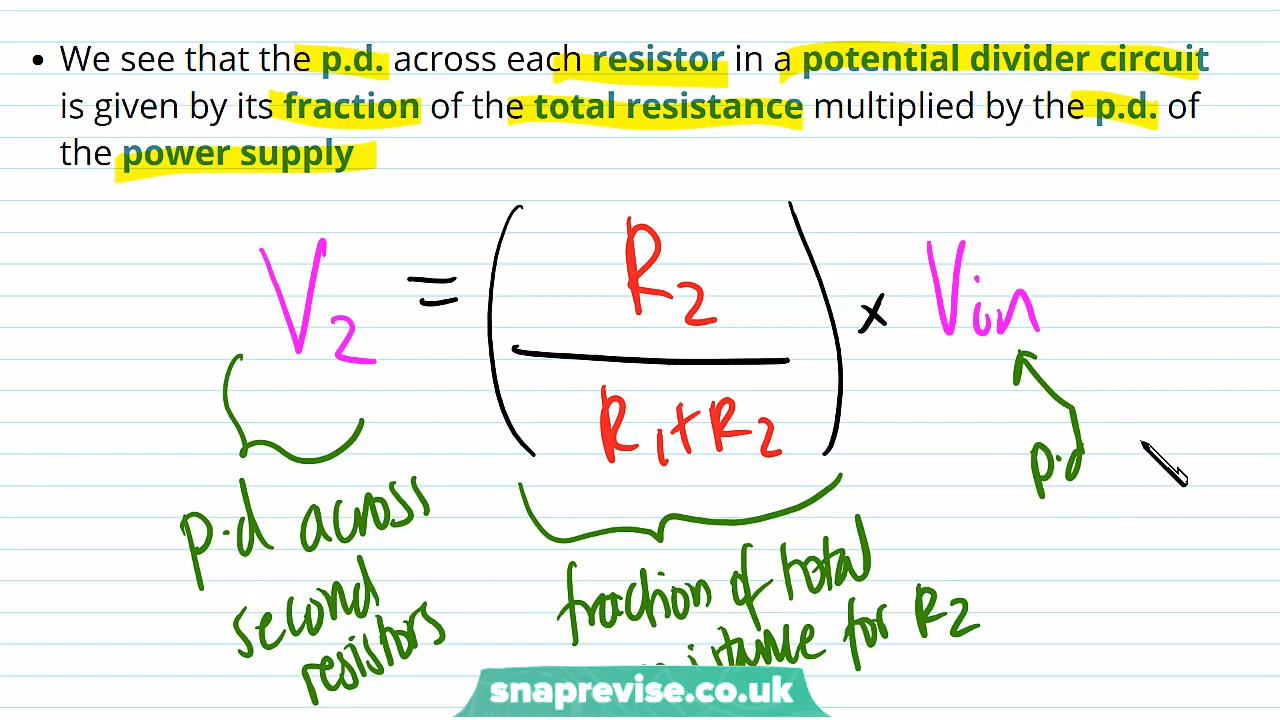 • We see that the p.d. across each resistor in a potential divider circuit
is given by its fraction of the total resistance multiplied by the p.d. of
the power supply
V2 = ( R2 / R1+R2 ) × Vin
p.d across
second
resistors
fraction of total
for R2
p.d
snaprevise.co.uk